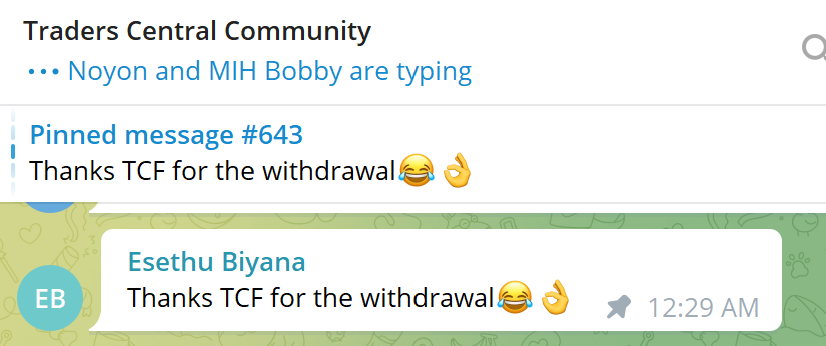 Traders Central Community
••• Noyon and MIH Bobby are typing
Pinned message #643
Thanks TCF for the withdrawal😂👌
Esethu Biyana
EB
Thanks TCF for the withdrawal😂👌
12:29 AM